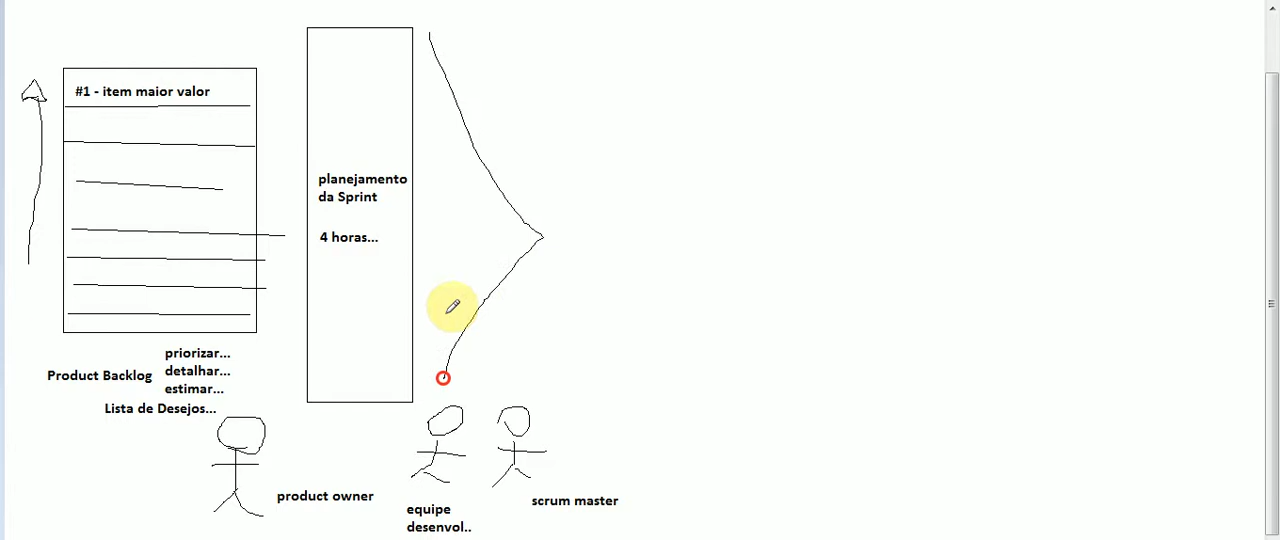 #1 - item maior valor
planejamento
da Sprint
4 horas...
priorizar...
detalhar...
estimar...
Product Backlog
Lista de Desejos...
product owner
equipe
desenvol..
scrum master